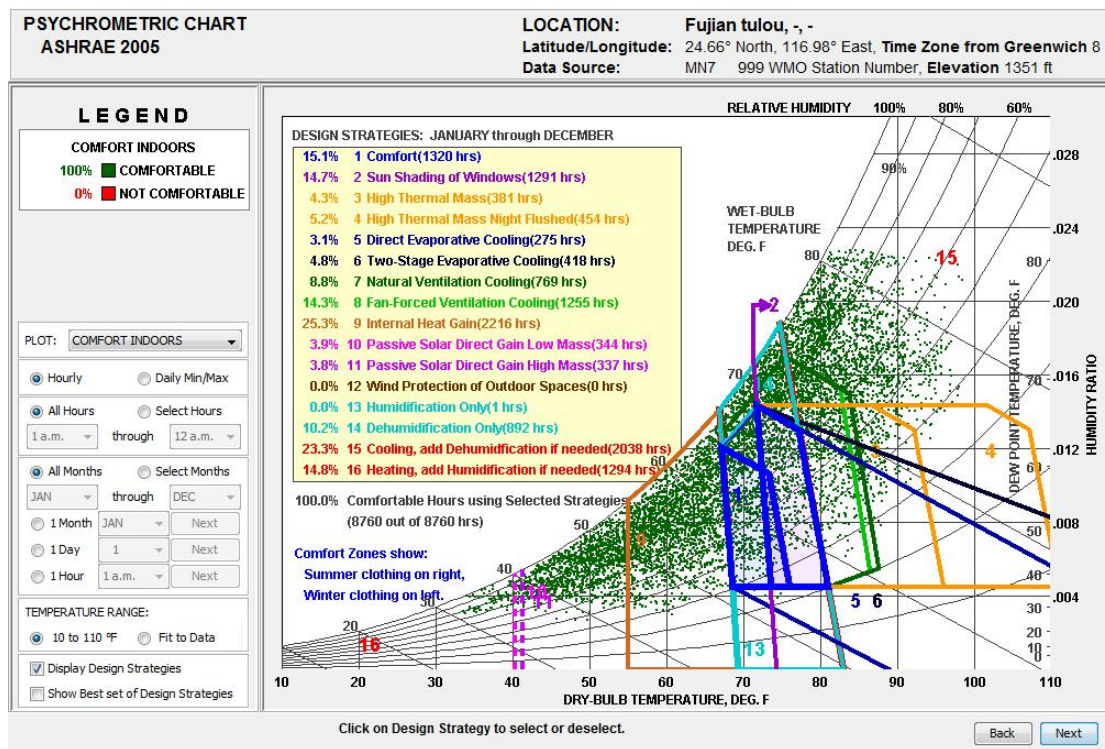 PSYCHROMETRIC CHART
ASHRAE 2005
LOCATION: Fujian tulou, -, -
Latitude/Longitude: 24.66° North, 116.98° East, Time Zone from Greenwich 8
Data Source: MN7 999 WMO Station Number, Elevation 1351 ft
LEGEND
COMFORT INDOORS
100% COMFORTABLE
0% NOT COMFORTABLE
PLOT: COMFORT INDOORS
Hourly Daily Min/Max
All Hours Select Hours
1 a.m. through 12 a.m.
All Months Select Months
JAN through DEC
1 Month JAN Next
1 Day 1 Next
1 Hour 1 a.m. Next
TEMPERATURE RANGE:
10 to 110 °F Fit to Data
Display Design Strategies
Show Best set of Design Strategies
RELATIVE HUMIDITY 100% 80% 60%
DESIGN STRATEGIES: JANUARY through DECEMBER
15.1% 1 Comfort(1320 hrs)
14.7% 2 Sun Shading of Windows(1291 hrs)
4.3% 3 High Thermal Mass(381 hrs)
5.2% 4 High Thermal Mass Night Flushed(454 hrs)
3.1% 5 Direct Evaporative Cooling(275 hrs)
4.8% 6 Two-Stage Evaporative Cooling(418 hrs)
8.8% 7 Natural Ventilation Cooling(769 hrs)
14.3% 8 Fan-Forced Ventilation Cooling(1255 hrs)
25.3% 9 Internal Heat Gain(2216 hrs)
3.9% 10 Passive Solar Direct Gain Low Mass(344 hrs)
3.8% 11 Passive Solar Direct Gain High Mass(337 hrs)
0.0% 12 Wind Protection of Outdoor Spaces(0 hrs)
0.0% 13 Humidification Only(1 hrs)
10.2% 14 Dehumidification Only(892 hrs)
23.3% 15 Cooling, add Dehumidification if needed(2038 hrs)
14.8% 16 Heating, add Humidification if needed(1294 hrs)
100.0% Comfortable Hours using Selected Strategies
(8760 out of 8760 hrs)
Comfort Zones show:
Summer clothing on right,
Winter clothing on left.
90%
WET-BULB
TEMPERATURE
DEG. F
80
70
60
50
40
30
20
15
2
4
1
9
11
16
13
5 6
DEW POINT TEMPERATURE, DEG. F
80
70
60
50
40
30
20
10
0
HUMIDITY RATIO
.028
.024
.020
.016
.012
.008
.004
10 20 30 40 50 60 70 80 90 100 110
DRY-BULB TEMPERATURE, DEG. F
Click on Design Strategy to select or deselect.
Back Next